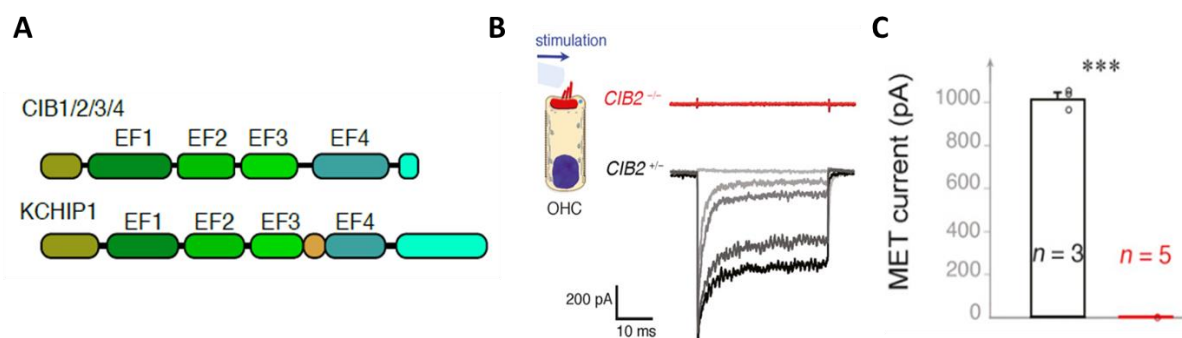 A
CIB1/2/3/4
EF1 EF2 EF3 EF4
KCHIP1
EF1 EF2 EF3 EF4
B
stimulation
CIB2 -/-
CIB2 +/-
OHC
200 pA
10 ms
C
MET current (pA)
***
1000
800
600
400
200
0
n = 3
n = 5